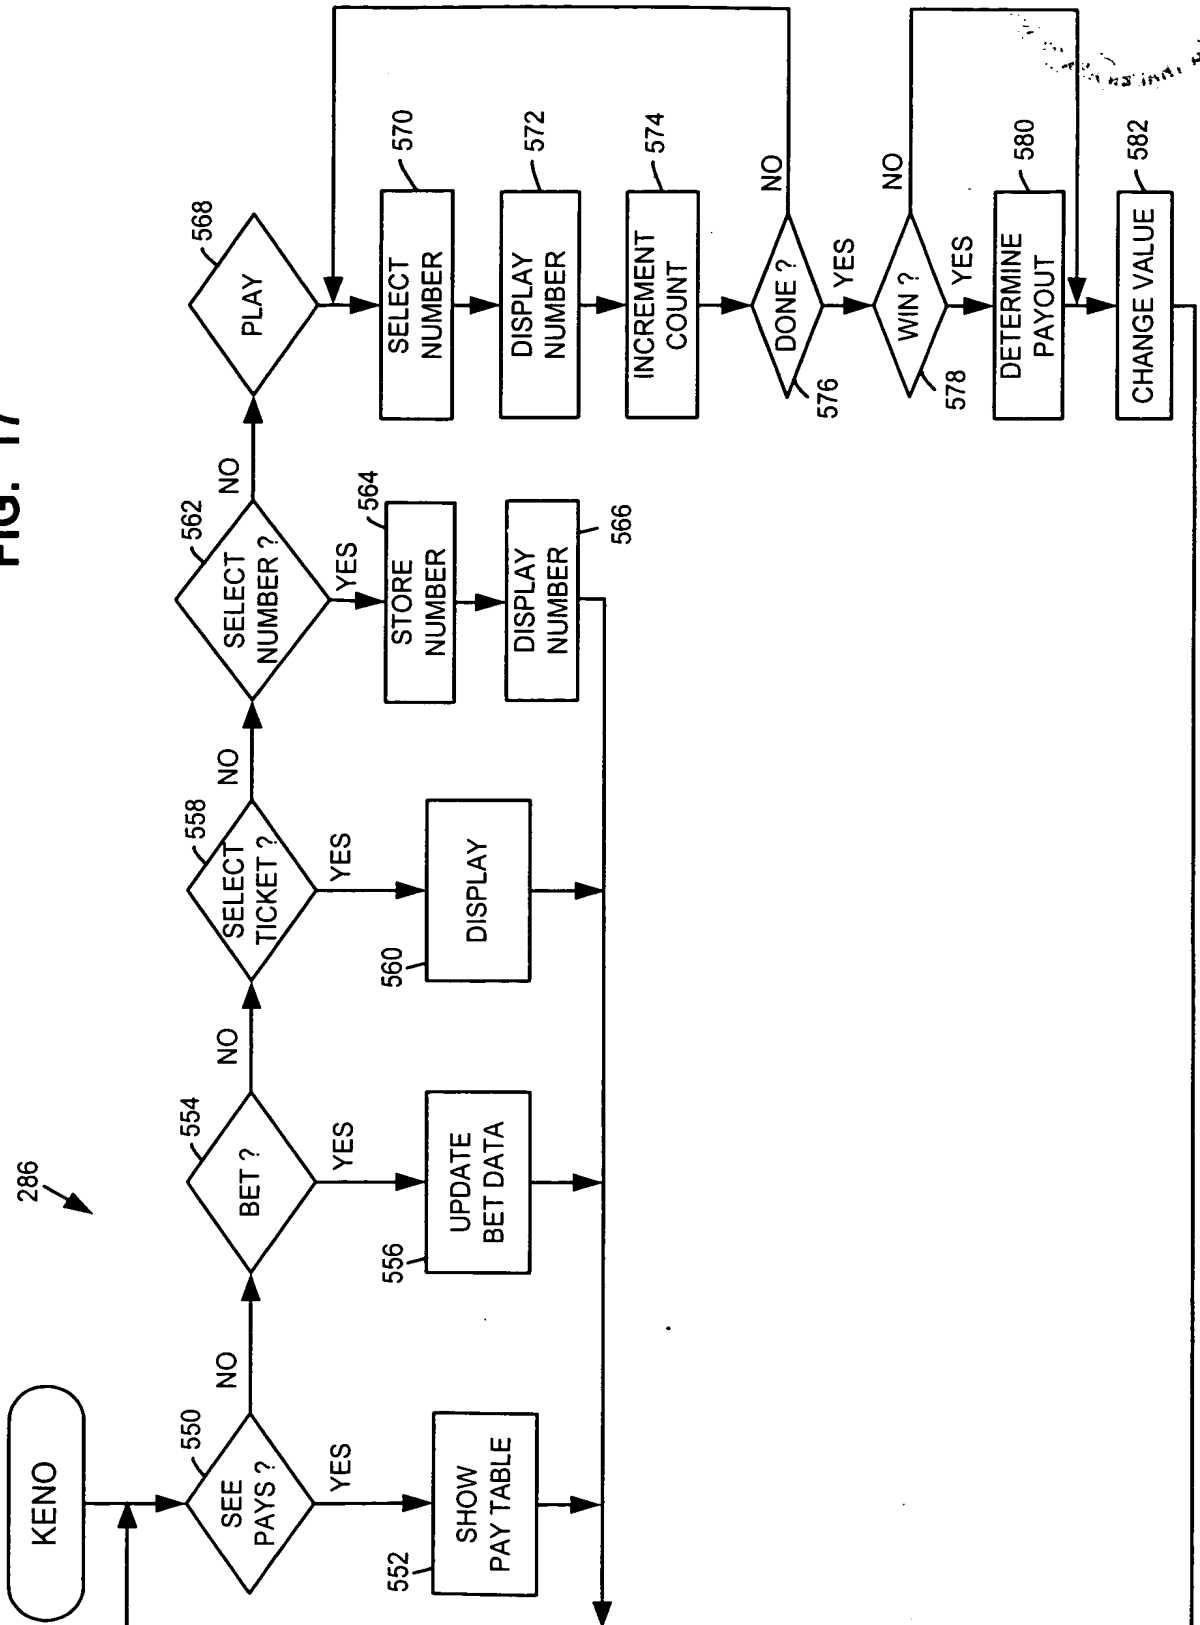 FIG. 17
286
KENO
550
SEE
PAYS ?
NO
YES
552
SHOW
PAY TABLE
554
BET ?
NO
YES
556
UPDATE
BET DATA
558
SELECT
TICKET ?
NO
YES
560
DISPLAY
562
SELECT
NUMBER ?
NO
YES
564
STORE
NUMBER
566
DISPLAY
NUMBER
568
PLAY
570
SELECT
NUMBER
572
DISPLAY
NUMBER
574
INCREMENT
COUNT
576
DONE ?
NO
YES
578
WIN ?
NO
YES
580
DETERMINE
PAYOUT
582
CHANGE VALUE